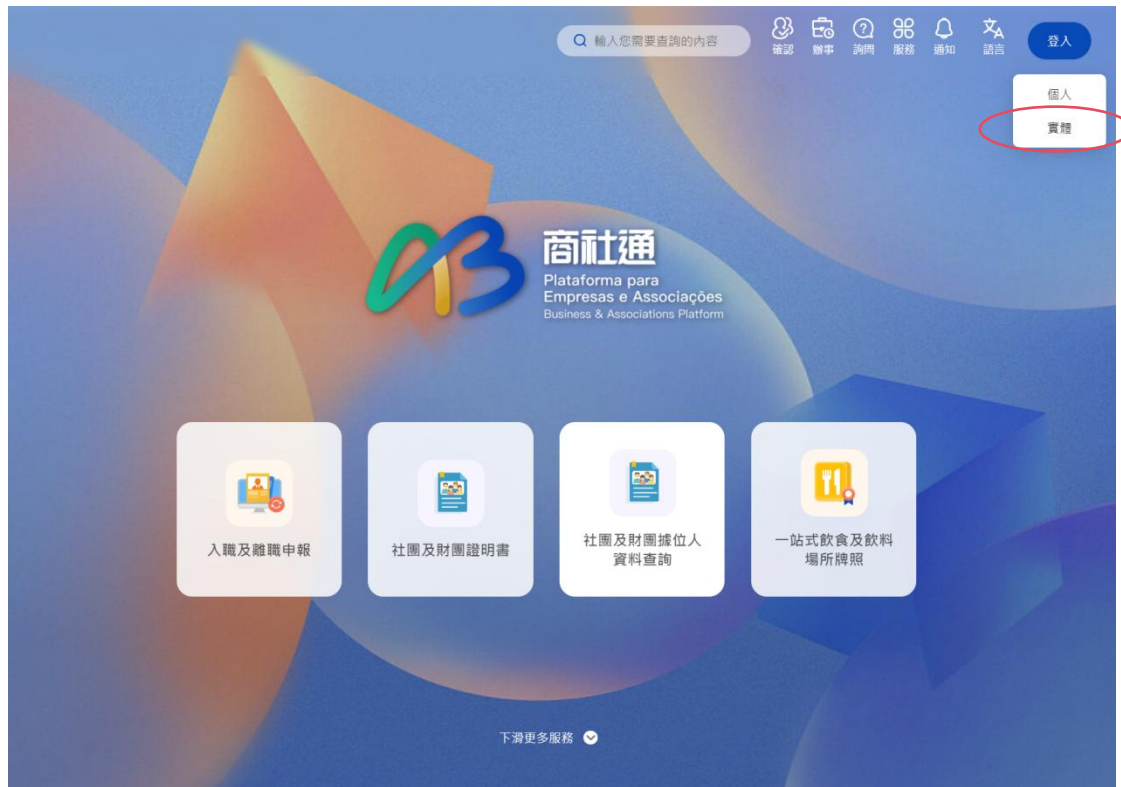 輸入您需要查詢的內容
確認
辦事
詢問
服務
通知
語言
登入
個人
實體
商社通
Plataforma para
Empresas e Associações
Business & Associations Platform
入職及離職申報
社團及財團證明書
社團及財團據位人
資料查詢
一站式飲食及飲料
場所牌照
下滑更多服務